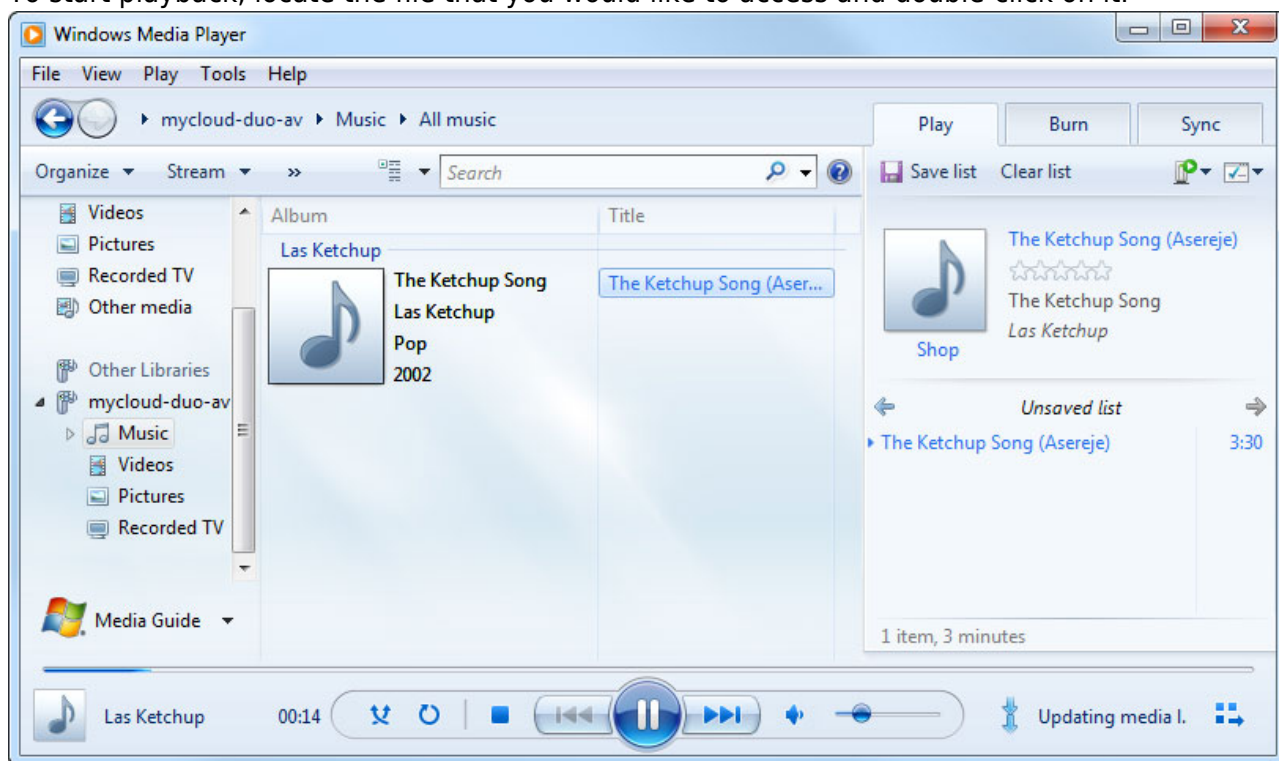 To start playback, locate the file that you would like to access and double-click on it.
Windows Media Player
File View Play Tools Help
mycloud-duo-av Music All music
Play Burn Sync
Organize Stream » Search
Save list Clear list
Videos
Pictures
Recorded TV
Other media
Other Libraries
mycloud-duo-av
Music
Videos
Pictures
Recorded TV
Media Guide
Album Title
Las Ketchup
The Ketchup Song
Las Ketchup
Pop
2002
The Ketchup Song (Aser...
The Ketchup Song (Asereje)
The Ketchup Song
Las Ketchup
Shop
Unsaved list
The Ketchup Song (Asereje) 3:30
1 item, 3 minutes
Las Ketchup 00:14 Updating media l.